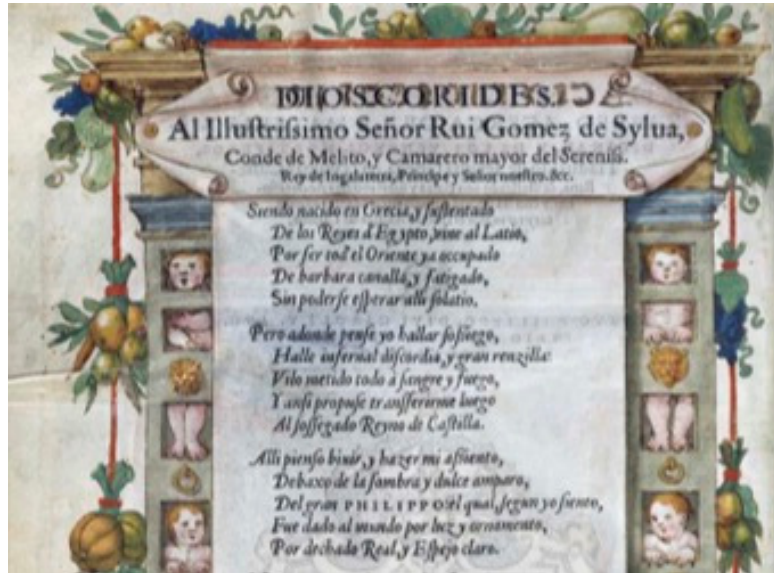 DIOSCORIDES.
Al Illustrissimo Señor Rui Gomez de Sylua,
Conde de Melito, y Camarero mayor del Sereniss.
Rey de Ingalaterra, Principe y Señor nuestro. &c.
Siendo nacido en Grecia, y sustentado
De los Reyes d'Egypto, vine al Latio,
Por ser tod'el Oriente ya occupado
De barbara canalla, y fatigado,
Sin poderse esperar alli solatio.
Pero adonde pense yo hallar sossiego,
Halle infernal discordia, y gran renzilla:
Vilo metido todo à sangre y fuego,
Y ansi propuse transferirme luego
Al sossegado Reyno de Castilla.
Alli pienso biuir, y hazer mi assiento,
Debaxo de la sombra y dulce amparo,
Del gran PHILIPPO: el qual, segun yo siento,
Fue dado al mundo por luz y ornamento,
Por dechado Real, y Espejo claro.